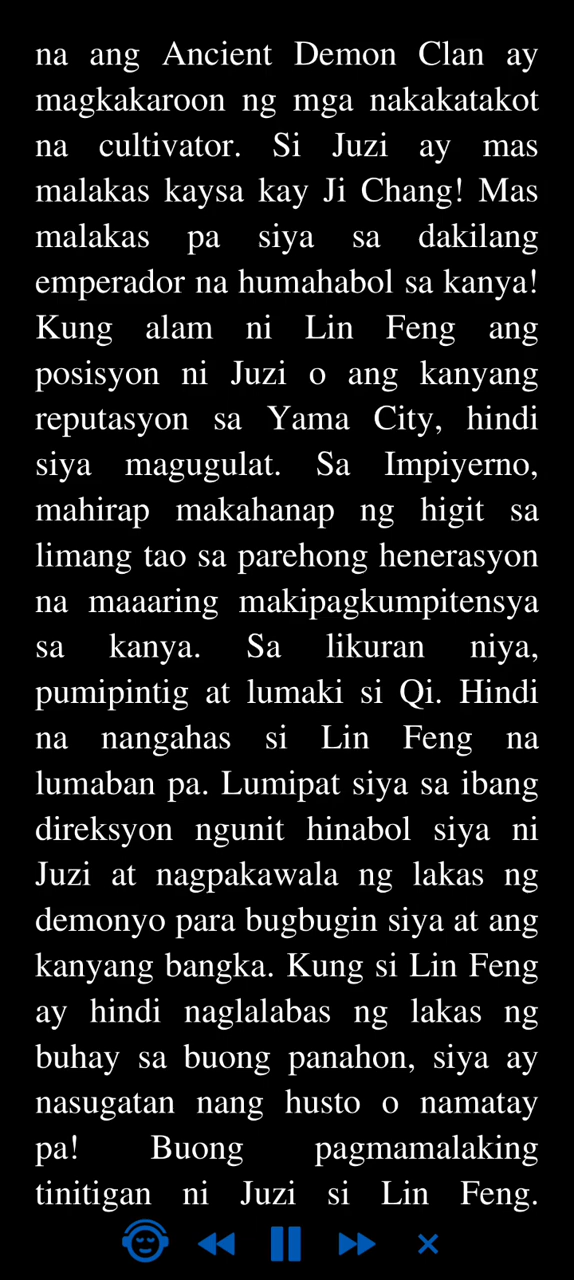 na ang Ancient Demon Clan ay
magkakaroon ng mga nakakatakot
na cultivator. Si Juzi ay mas
malakas kaysa kay Ji Chang! Mas
malakas pa siya sa dakilang
emperador na humahabol sa kanya!
Kung alam ni Lin Feng ang
posisyon ni Juzi o ang kanyang
reputasyon sa Yama City, hindi
siya magugulat. Sa Impiyerno,
mahirap makahanap ng higit sa
limang tao sa parehong henerasyon
na maaaring makipagkumpitensya
sa kanya. Sa likuran niya,
pumipintig at lumaki si Qi. Hindi
na nangahas si Lin Feng na
lumaban pa. Lumipat siya sa ibang
direksyon ngunit hinabol siya ni
Juzi at nagpakawala ng lakas ng
demonyo para bugbugin siya at ang
kanyang bangka. Kung si Lin Feng
ay hindi naglalabas ng lakas ng
buhay sa buong panahon, siya ay
nasugatan nang husto o namatay
pa! Buong pagmamalaking
tinitigan ni Juzi si Lin Feng.